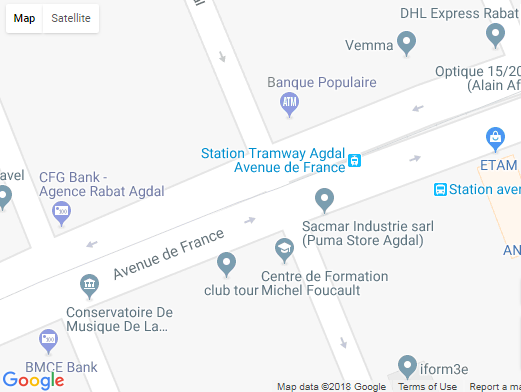 Map
Satellite
DHL Express Rabat
Vemma
Optique 15/20
(Alain Af
Banque Populaire
ATM
Station Tramway Agdal
Avenue de France
ETAM
avel
CFG Bank -
Agence Rabat Agdal
Station aven
Sacmar Industrie sarl
(Puma Store Agdal)
AN
Avenue de France
Centre de Formation
Michel Foucault
club tour
Conservatoire De
Musique De La...
BMCE Bank
iform3e
Google
Map data ©2018 Google
Terms of Use
Report a ma